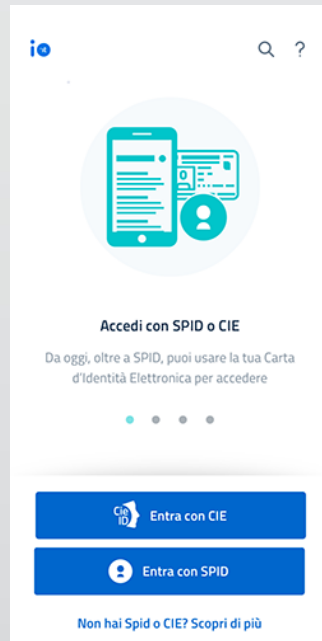 io
?
Accedi con SPID o CIE
Da oggi, oltre a SPID, puoi usare la tua Carta
d'Identità Elettronica per accedere
Cie
ID
Entra con CIE
Entra con SPID
Non hai Spid o CIE? Scopri di più